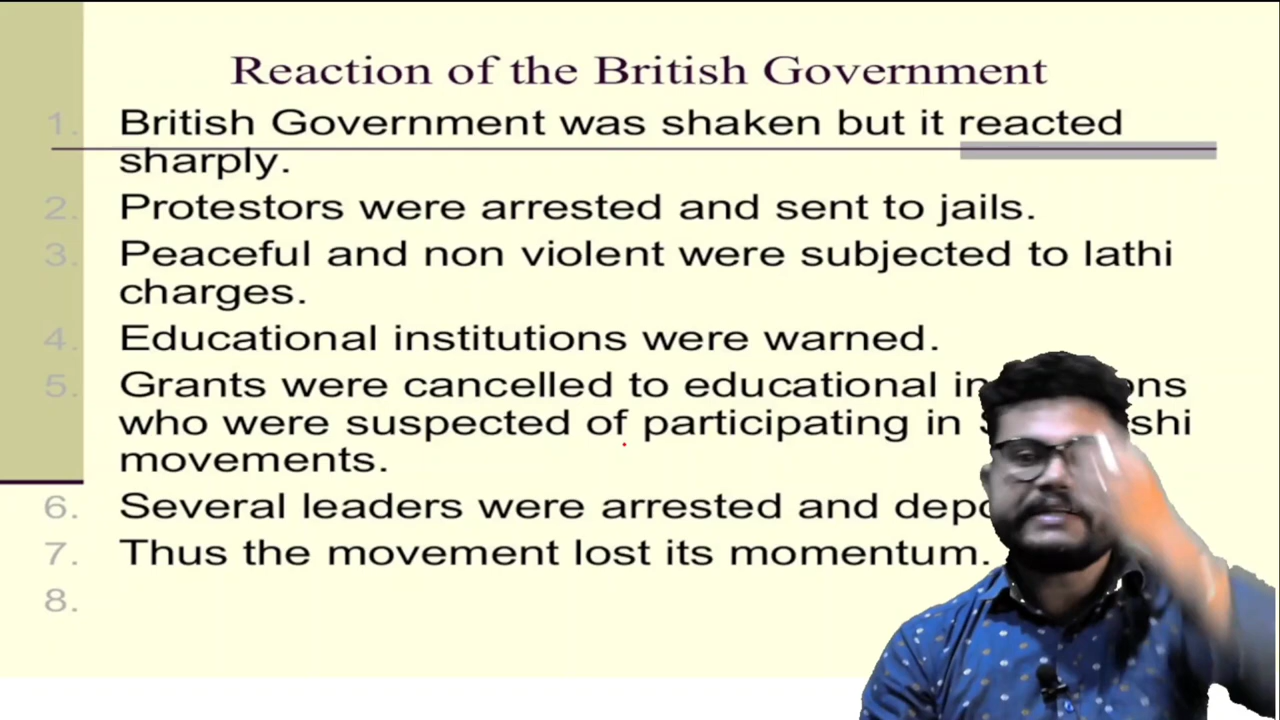 Reaction of the British Government
1. British Government was shaken but it reacted
sharply.
2. Protestors were arrested and sent to jails.
3. Peaceful and non violent were subjected to lathi
charges.
4. Educational institutions were warned.
5. Grants were cancelled to educational
who were suspected of participating in
movements.
6. Several leaders were arrested and
7. Thus the movement lost its momentum.
8.